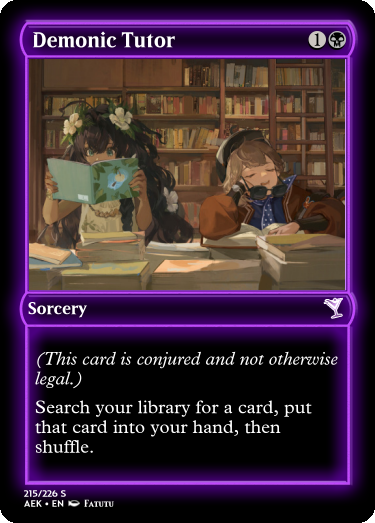 Demonic Tutor 1
Sorcery
(This card is conjured and not otherwise
legal.)
Search your library for a card, put
that card into your hand, then
shuffle.
215/226 S
AEK • EN Fatutu